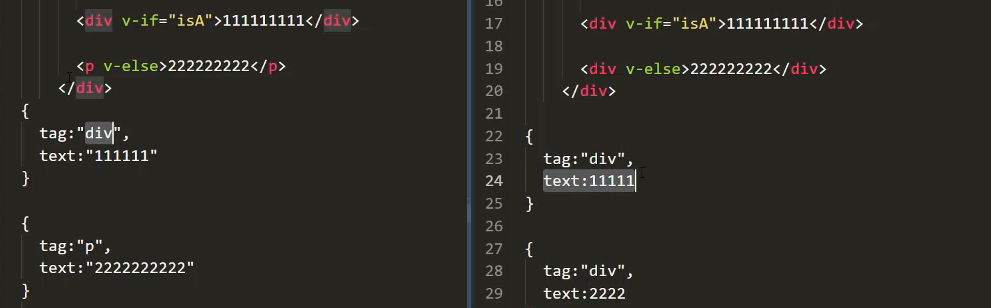 <div v-if="isA">111111111</div>
<p v-else>222222222</p>
</div>
{
tag:"div",
text:"111111"
}
{
tag:"p",
text:"2222222222"
}
16
17 <div v-if="isA">111111111</div>
18
19 <div v-else>222222222</div>
20 </div>
21
22 {
23 tag:"div",
24 text:11111
25 }
26
27 {
28 tag:"div",
29 text:2222